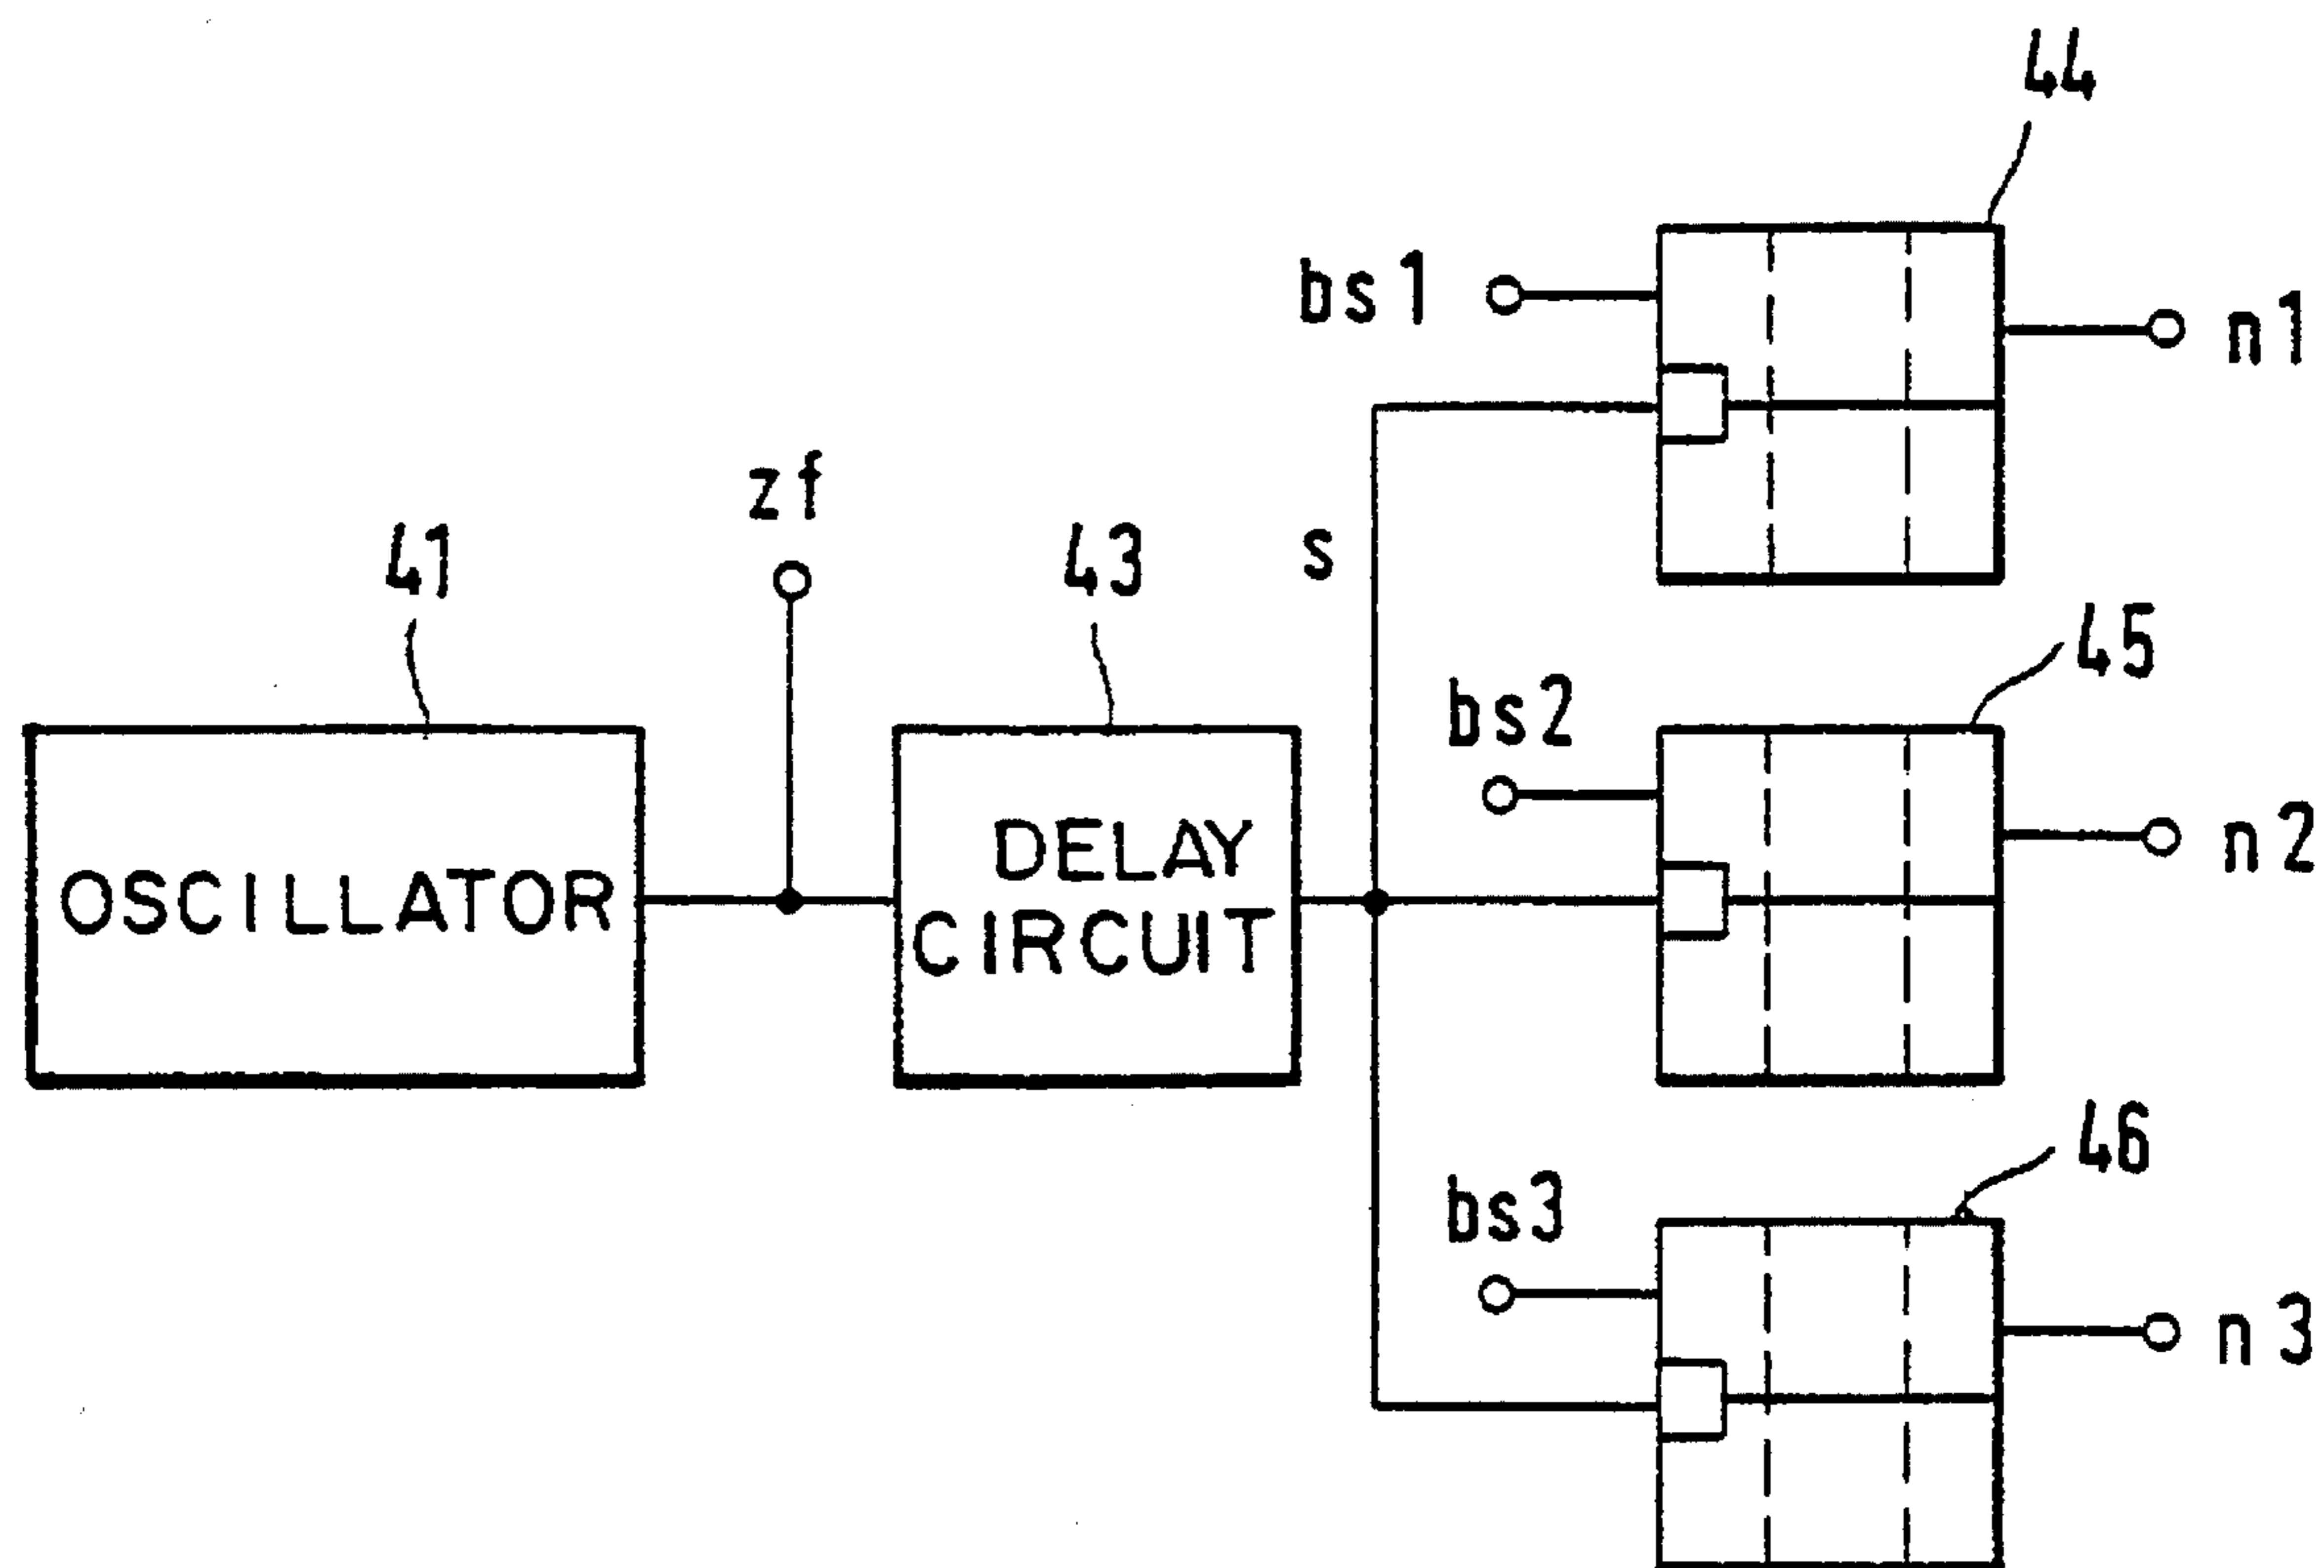 44
bs1
n1
zf
41
43
s
45
bs2
n2
OSCILLATOR
DELAY
CIRCUIT
46
bs3
n3